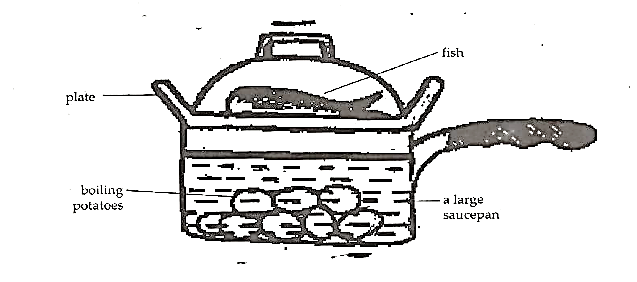 fish
plate
boiling
potatoes
a large
saucepan